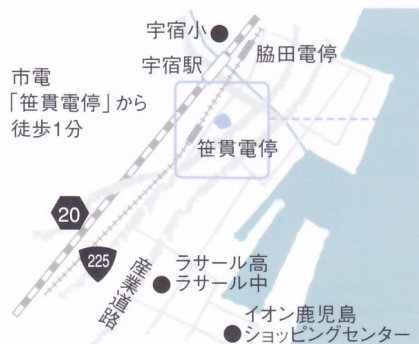 宇宿小
宇宿駅
脇田電停
市電
「笹貫電停」から
徒歩1分
笹貫電停
20
225
産業道路
ラサール高
ラサール中
イオン鹿児島
ショッピングセンター